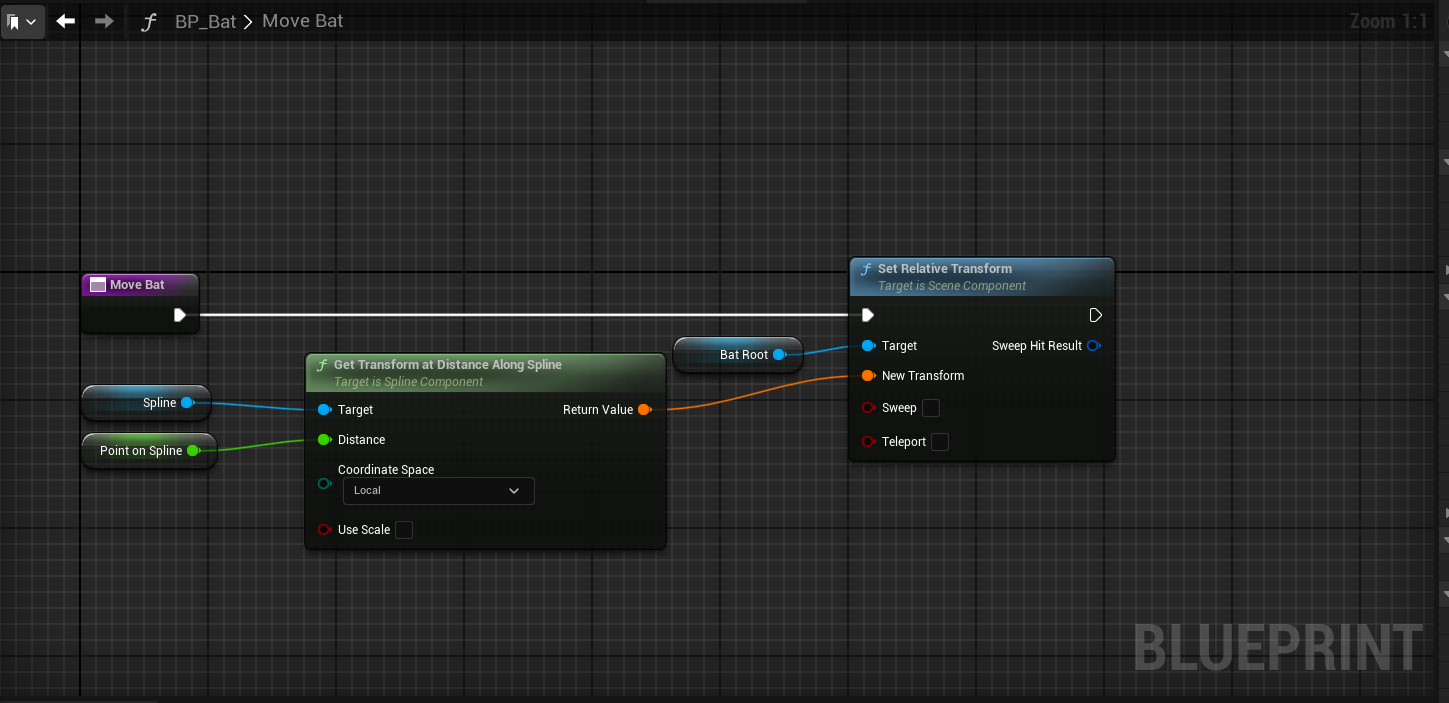 BP_Bat > Move Bat
Zoom 1:1
Move Bat
Set Relative Transform
Target is Scene Component
Bat Root
Target
Sweep Hit Result
New Transform
Sweep
Teleport
Get Transform at Distance Along Spline
Target is Spline Component
Spline
Target
Return Value
Point on Spline
Distance
Coordinate Space
Local
Use Scale
BLUEPRINT